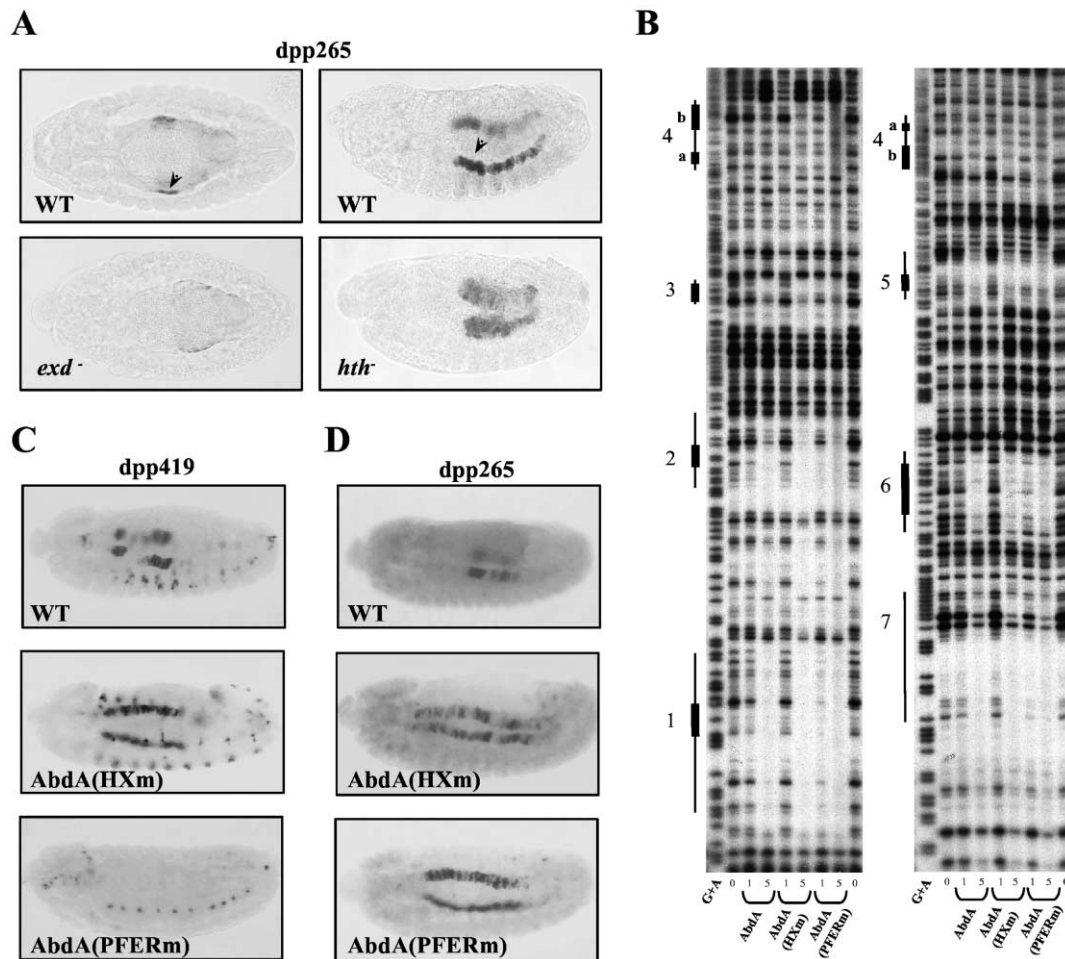 A
B
dpp265
WT
WT
exd -
hth-
C
D
dpp419
dpp265
WT
WT
AbdA(HXm)
AbdA(HXm)
AbdA(PFERm)
AbdA(PFERm)
b
4
a
3
2
1
G+A
0
1
5
1
5
1
5
0
AbdA
AbdA
(HXm)
AbdA
(PFERm)
a
4
b
5
6
7
G+A
0
1
5
1
5
1
5
AbdA
AbdA
(HXm)
AbdA
(PFERm)